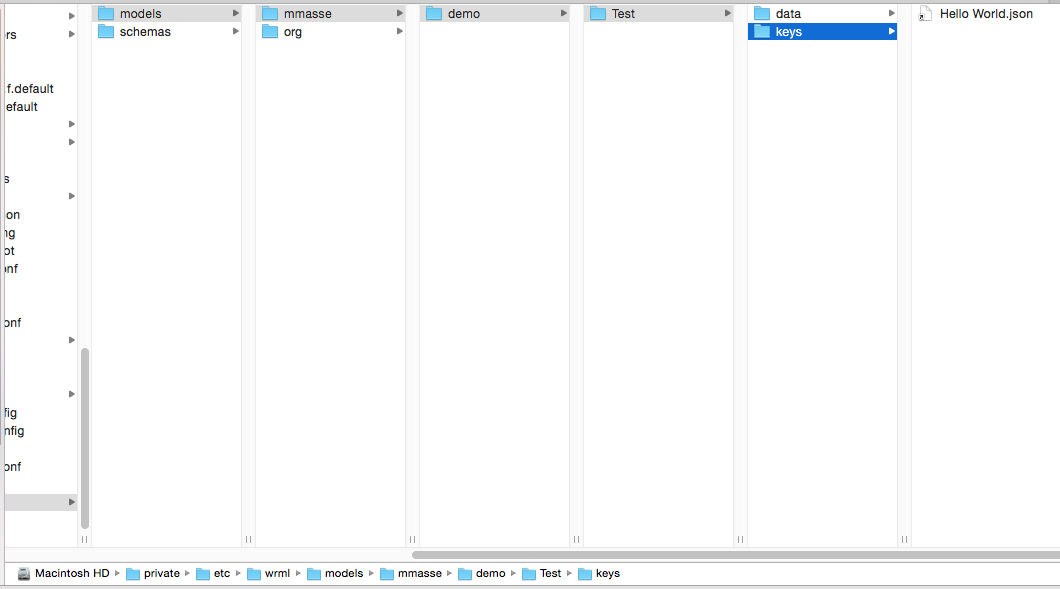 models
mmasse
demo
Test
data
Hello World.json
schemas
org
keys
rs
f.default
efault
s
on
ng
ot
onf
onf
fig
nfig
onf
Macintosh HD
private
etc
wrml
models
mmasse
demo
Test
keys